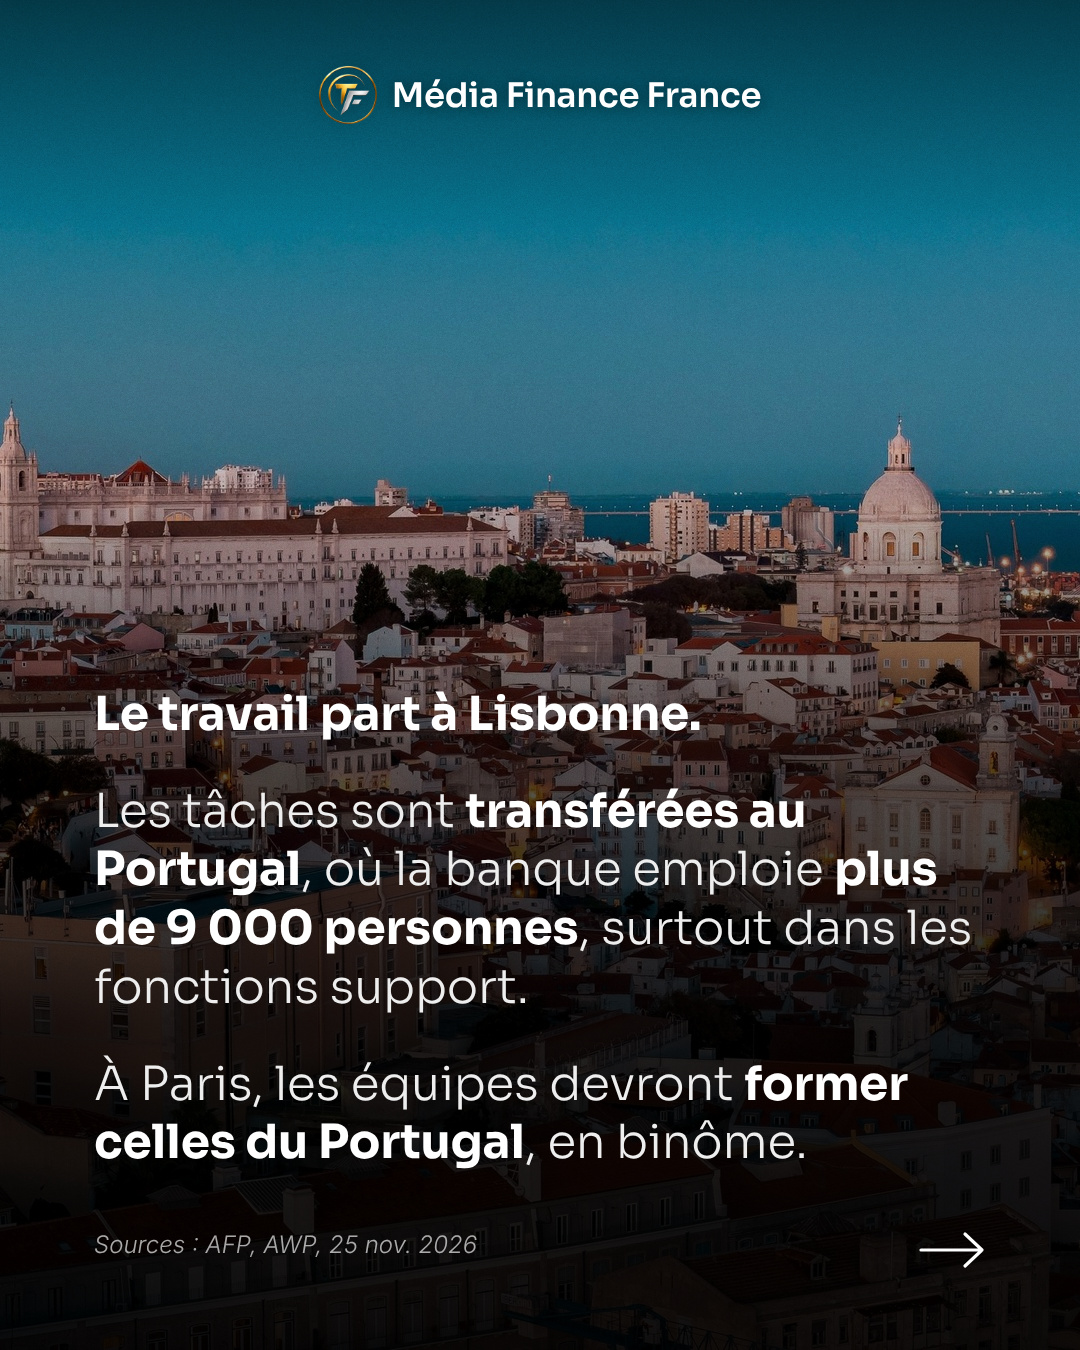 Média Finance France
Le travail part à Lisbonne.
Les tâches sont transférées au
Portugal, où la banque emploie plus
de 9 000 personnes, surtout dans les
fonctions support.
À Paris, les équipes devront former
celles du Portugal, en binôme.
Sources : AFP, AWP, 25 nov. 2026